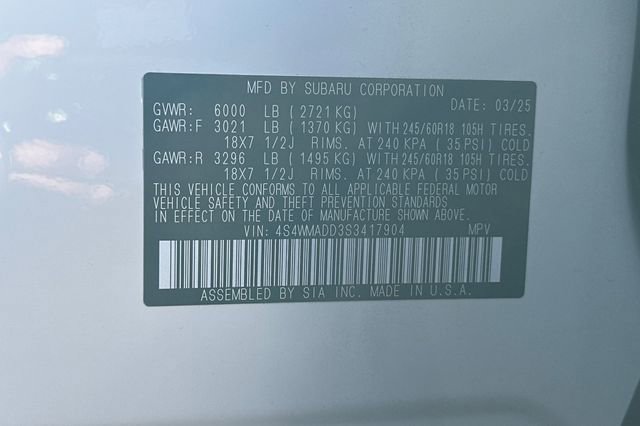 MFD BY SUBARU CORPORATION
DATE: 03/25
GVWR: 6000 LB ( 2721 KG)
GAWR:F 3021 LB ( 1370 KG) WITH 245/60R18 105H TIRES.
18X7 1/2J RIMS. AT 240 KPA ( 35 PSI) COLD
GAWR:R 3296 LB ( 1495 KG) WITH 245/60R18 105H TIRES.
18X7 1/2J RIMS. AT 240 KPA ( 35 PSI) COLD
THIS VEHICLE CONFORMS TO ALL APPLICABLE FEDERAL MOTOR
VEHICLE SAFETY AND THEFT PREVENTION STANDARDS
IN EFFECT ON THE DATE OF MANUFACTURE SHOWN ABOVE.
VIN: 4S4WMADD3S3417904 MPV
ASSEMBLED BY SIA INC. MADE IN U.S.A.